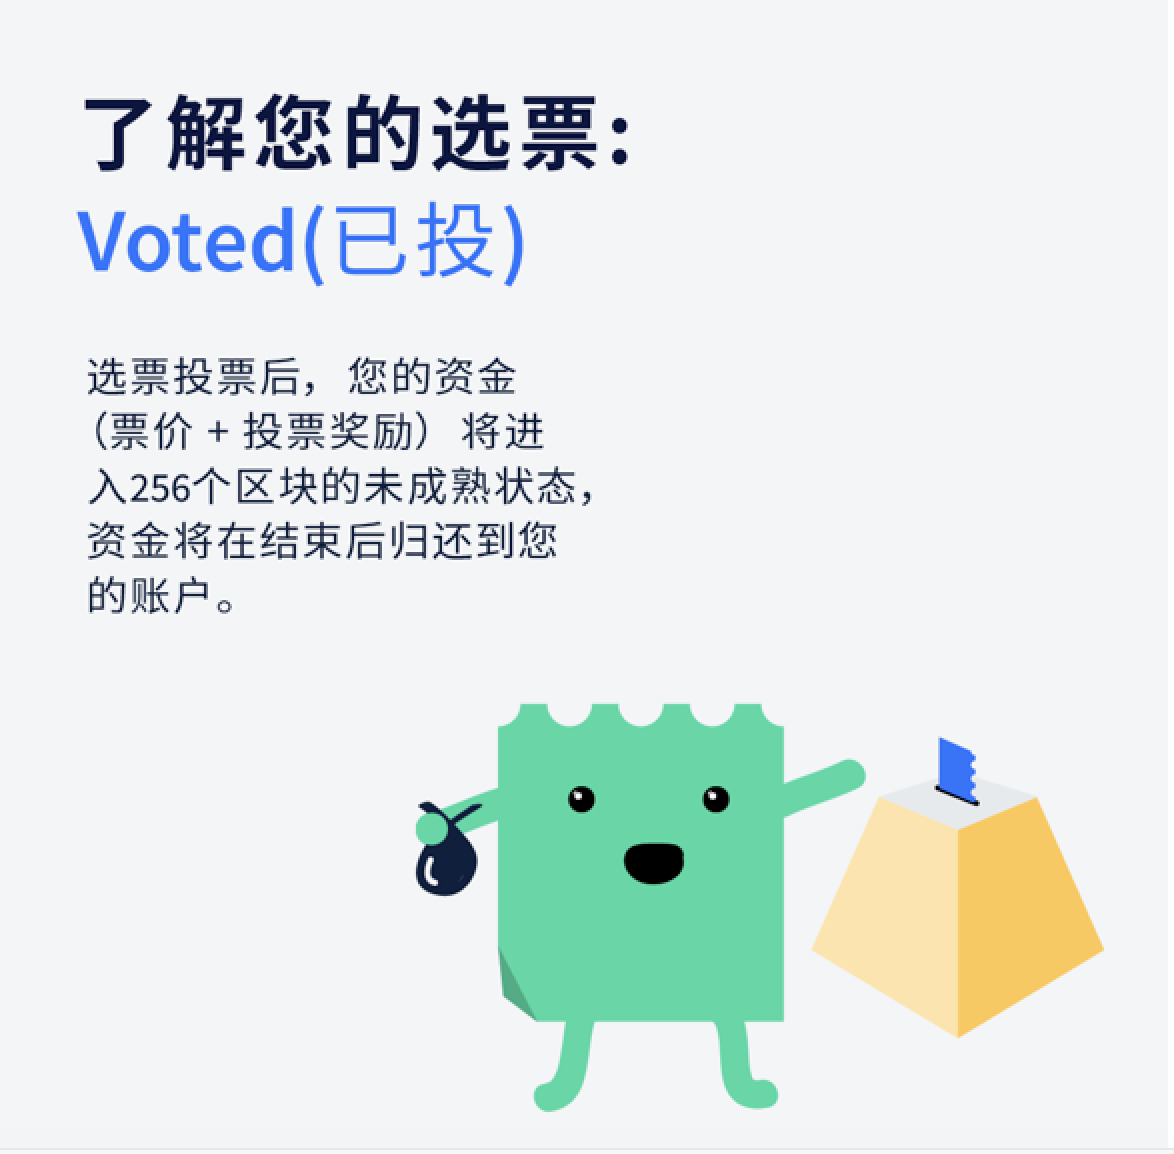 了解您的选票:
Voted(已投)
选票投票后，您的资金
（票价 + 投票奖励） 将进
入256个区块的未成熟状态，
资金将在结束后归还到您
的账户。